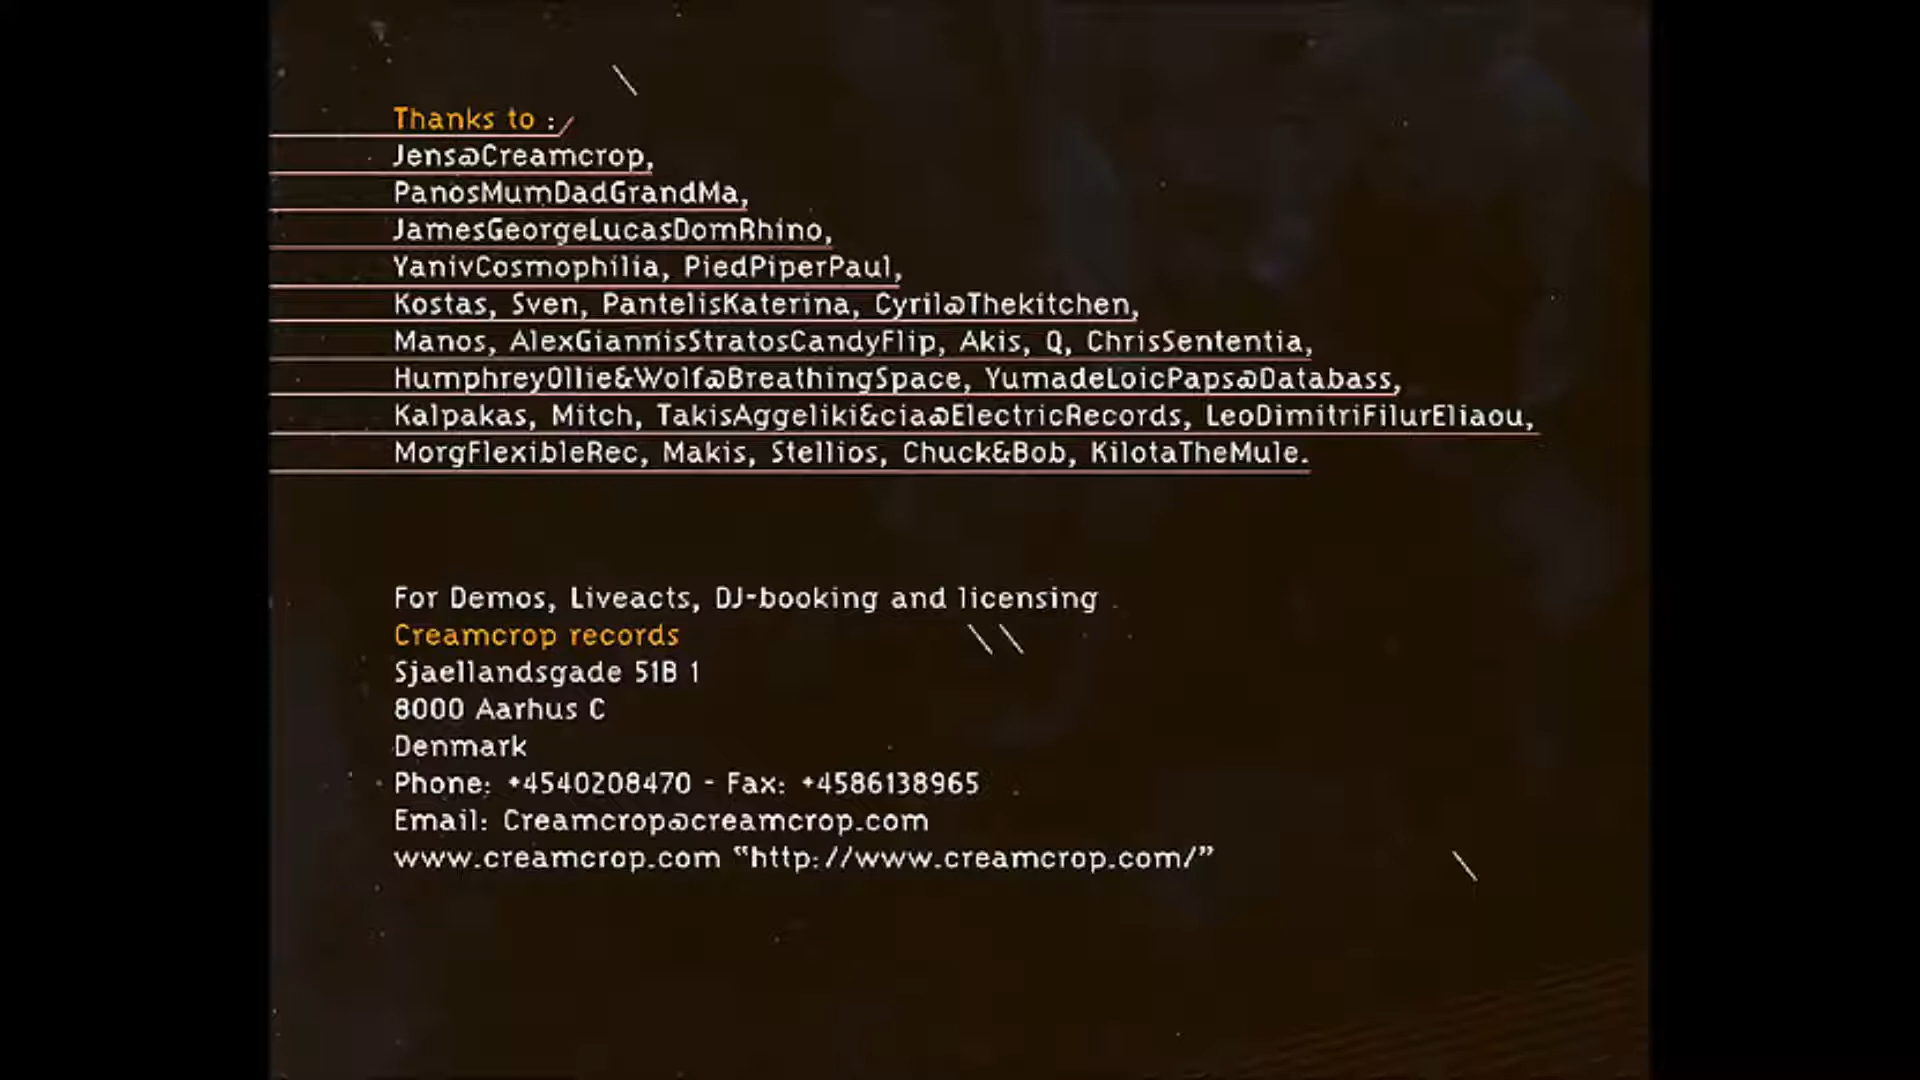 Thanks to :
Jens@Creamcrop,
PanosMumDadGrandMa,
JamesGeorgeLucasDomRhino,
YanivCosmophilia, PiedPiperPaul,
Kostas, Sven, PantelisKaterina, Cyril@Thekitchen,
Manos, AlexGiannisStratosCandyFlip, Akis, Q, ChrisSententia,
HumphreyOllie&Wolf@BreathingSpace, YumadeLoicPaps@Databass,
Kalpakas, Mitch, TakisAggeliki&cia@ElectricRecords, LeoDimitriFilurEliaou,
MorgFlexibleRec, Makis, Stellios, Chuck&Bob, KilotaTheMule.
For Demos, Liveacts, DJ-booking and licensing
Creamcrop records
Sjaellandsgade 51B 1
8000 Aarhus C
Denmark
Phone: +4540208470 - Fax: +4586138965
Email: Creamcrop@creamcrop.com
www.creamcrop.com “http://www.creamcrop.com/”